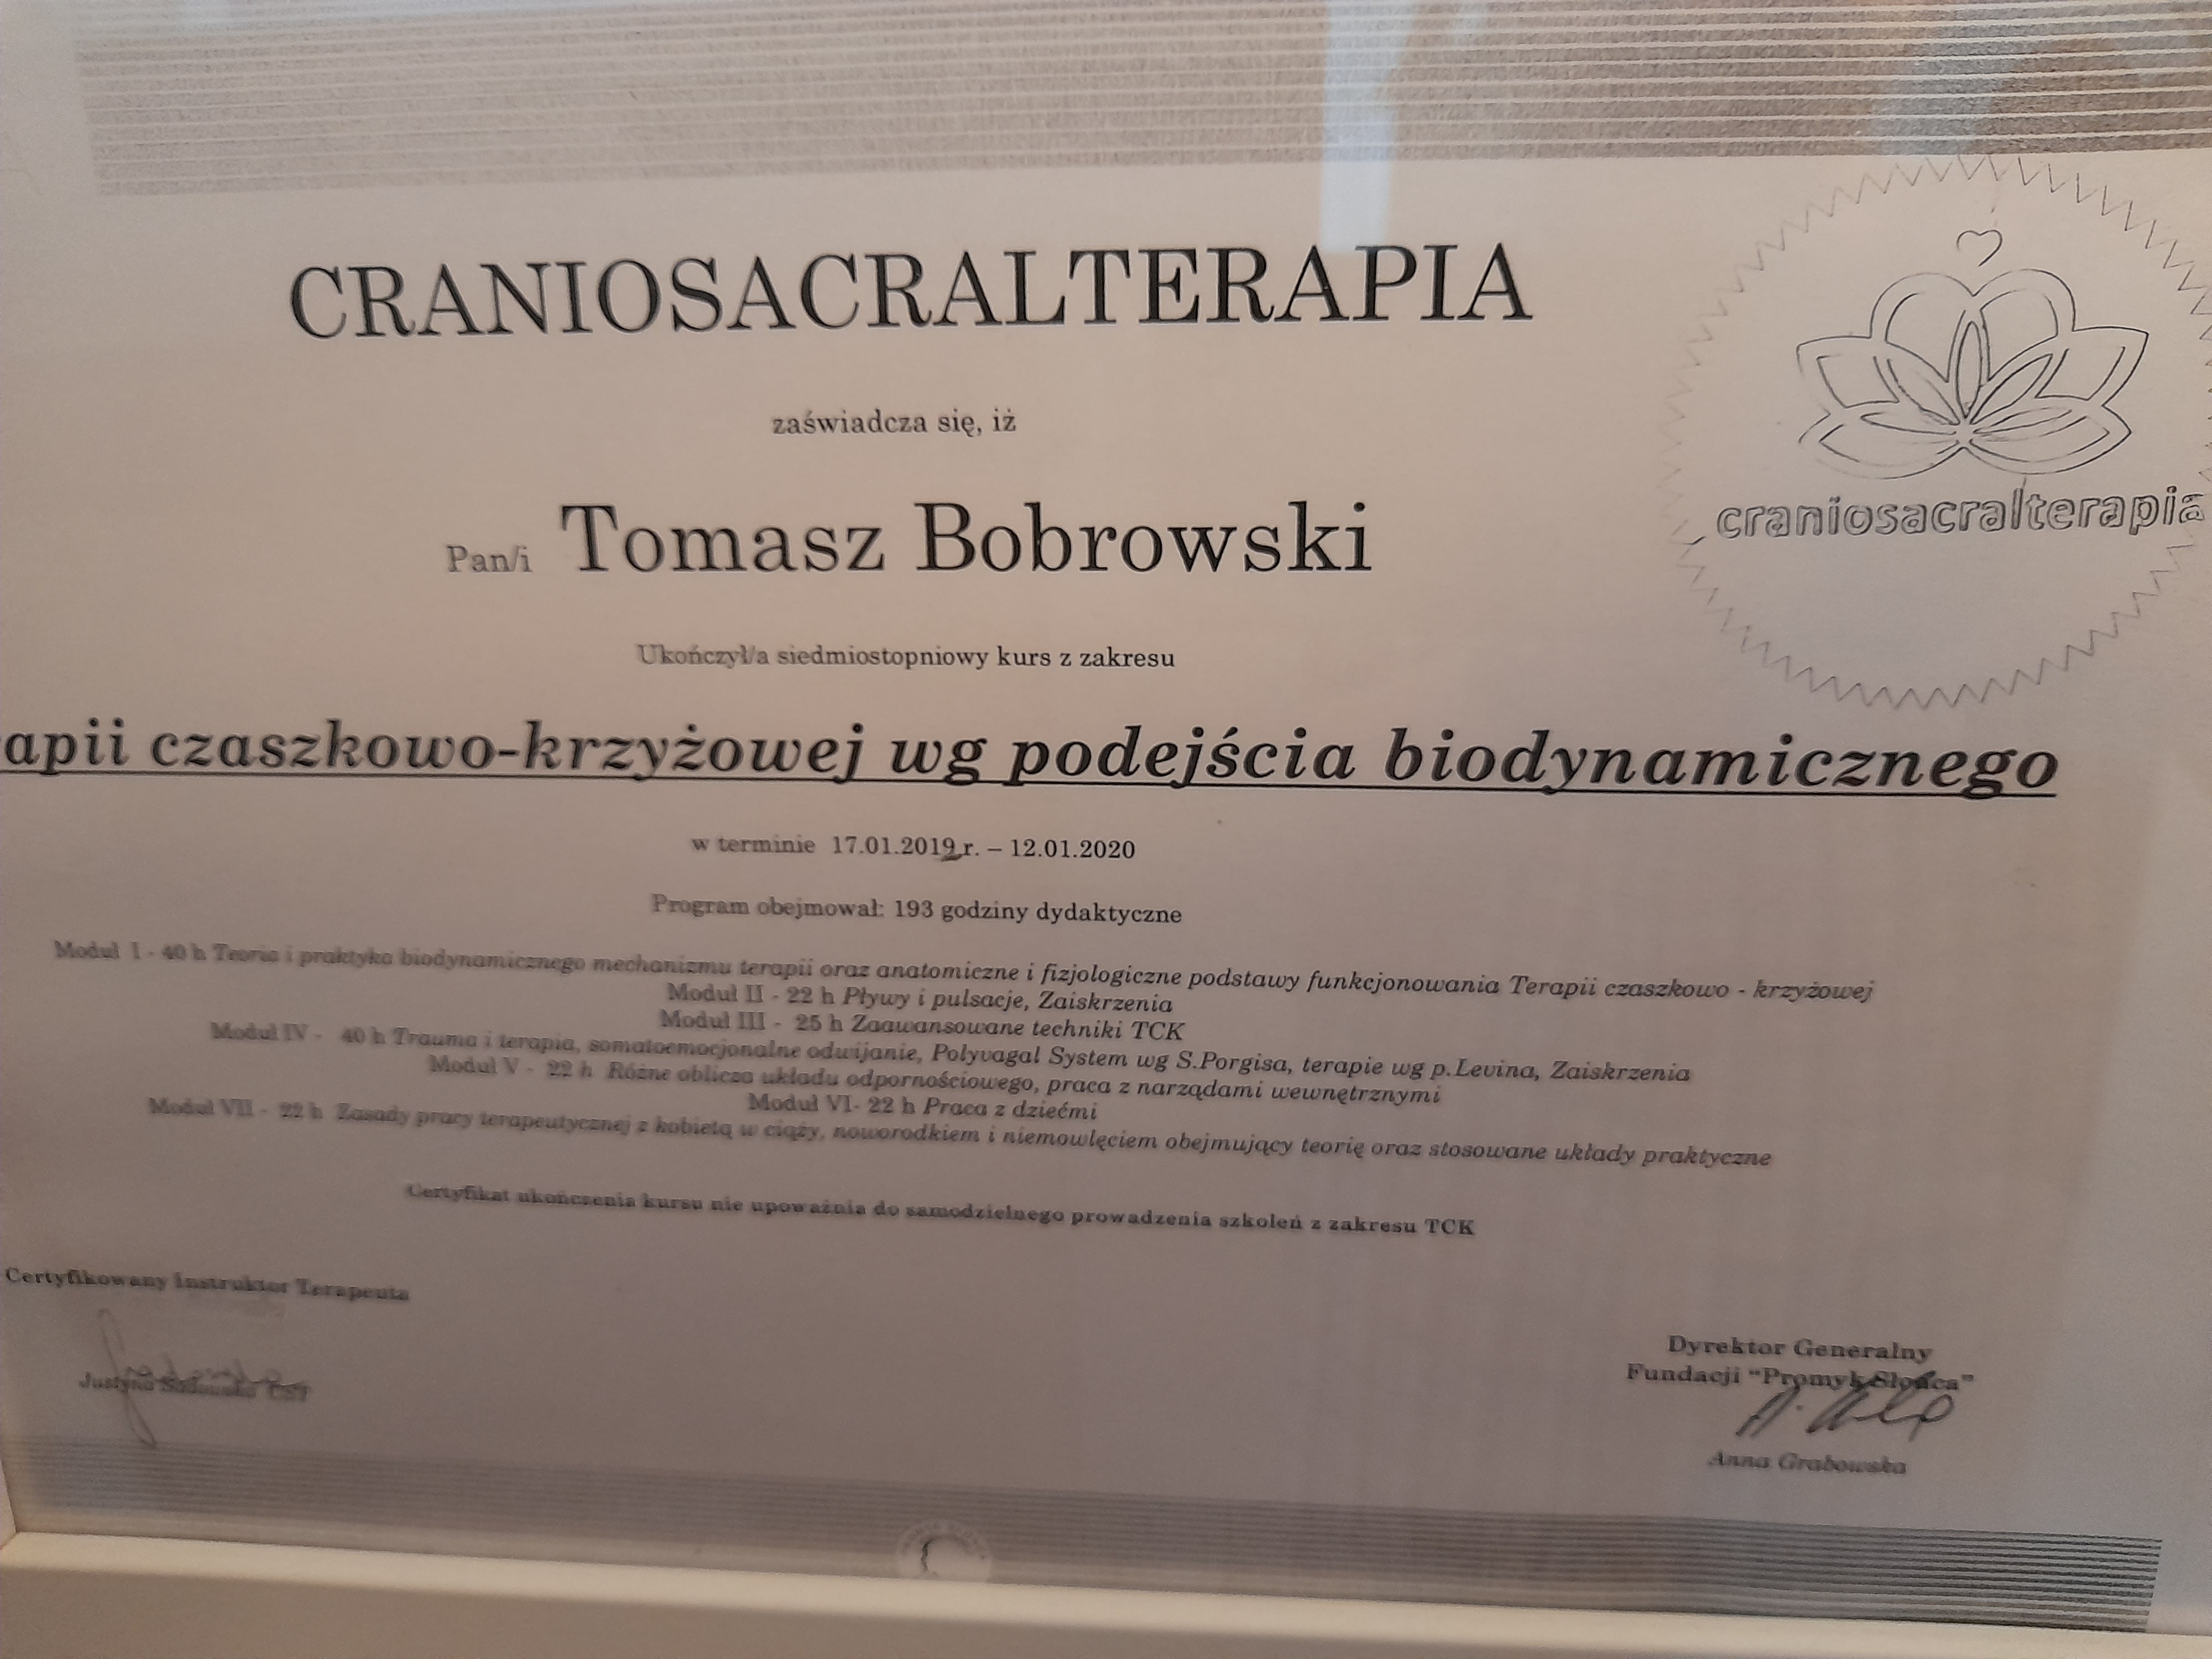 CRANIOSACRALTERAPIA
zaświadcza się, iż
Pan/i Tomasz Bobrowski
craniosacralterapia
Ukończył/a siedmiostopniowy kurs z zakresu
apii czaszkowo-krzyżowej wg podejścia biodynamicznego
w terminie 17.01.2019 r. – 12.01.2020
Program obejmował: 193 godziny dydaktyczne
Moduł I - 40 h Teoria i praktyka biodynamicznego mechanizmu terapii oraz anatomiczne i fizjologiczne podstawy funkcjonowania Terapii czaszkowo - krzyżowej
Moduł II - 22 h Pływy i pulsacje, Zaiskrzenia
Moduł III - 25 h Zaawansowane techniki TCK
Moduł IV - 40 h Trauma i terapia, somatoemocjonalne odwijanie, Polyvagal System wg S.Porgisa, terapie wg p.Levina, Zaiskrzenia
Moduł V - 22 h Różne oblicza układu odpornościowego, praca z narządami wewnętrznymi
Moduł VI- 22 h Praca z dziećmi
Moduł VII - 22 h Zasady pracy terapeutycznej z kobietą w ciąży, noworodkiem i niemowlęciem obejmujący teorię oraz stosowane układy praktyczne
Certyfikat ukończenia kursu nie upoważnia do samodzielnego prowadzenia szkoleń z zakresu TCK
Certyfikowany Instruktor Terapeuta
Justyna Sadowska CST
Dyrektor Generalny
Fundacji "Promyk Słońca"
Anna Grabowska